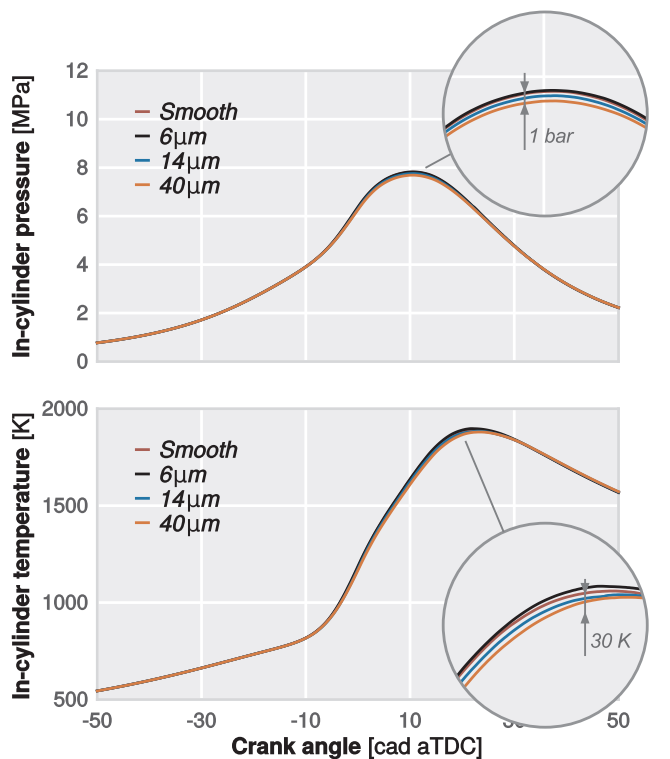 In-cylinder pressure [MPa]
12
10
8
6
4
2
0
Smooth
6μm
14μm
40μm
1 bar
In-cylinder temperature [K]
2000
1500
1000
500
Smooth
6μm
14μm
40μm
30 K
-50
-30
-10
10
50
Crank angle [cad aTDC]